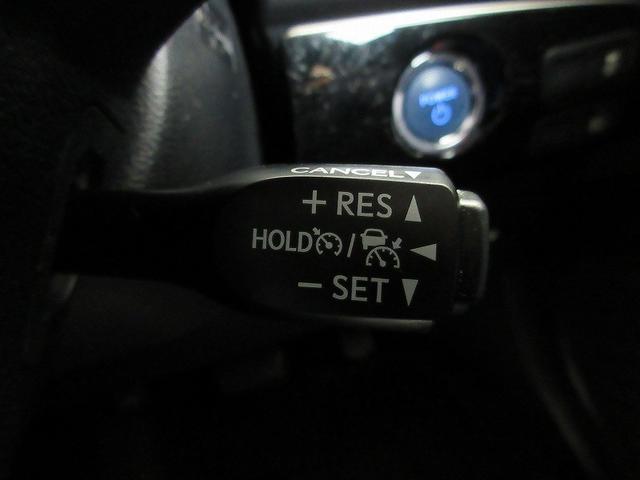 POWER
CANCEL▼
+ RES ▲
HOLD / ◀
− SET ▼